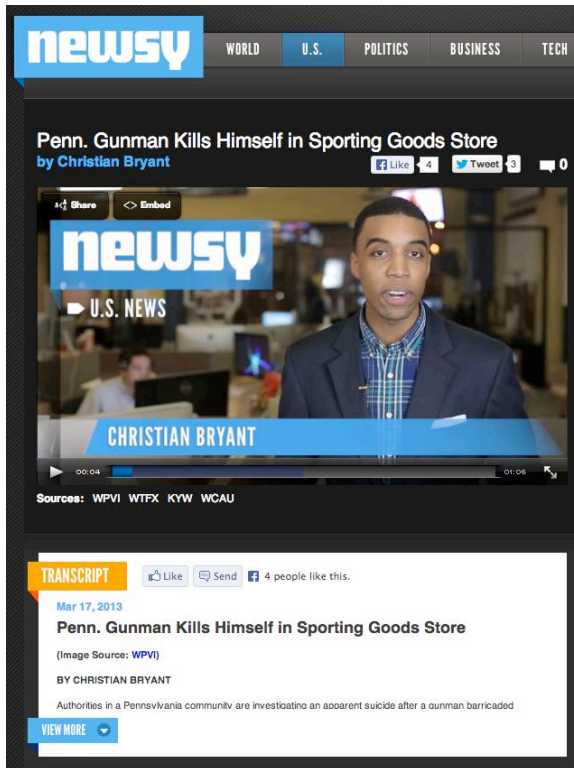 newsy WORLD U.S. POLITICS BUSINESS TECH
Penn. Gunman Kills Himself in Sporting Goods Store
by Christian Bryant
Like 4 Tweet 3 0
Share <> Embed
newsy
U.S. NEWS
CHRISTIAN BRYANT
00:04 01:06
Sources: WPVI WTFX KYW WCAU
TRANSCRIPT Like Send 4 people like this.
Mar 17, 2013
Penn. Gunman Kills Himself in Sporting Goods Store
(Image Source: WPVI)
BY CHRISTIAN BRYANT
Authorities in a Pennsylvania community are investigating an apparent suicide after a gunman barricaded
VIEW MORE